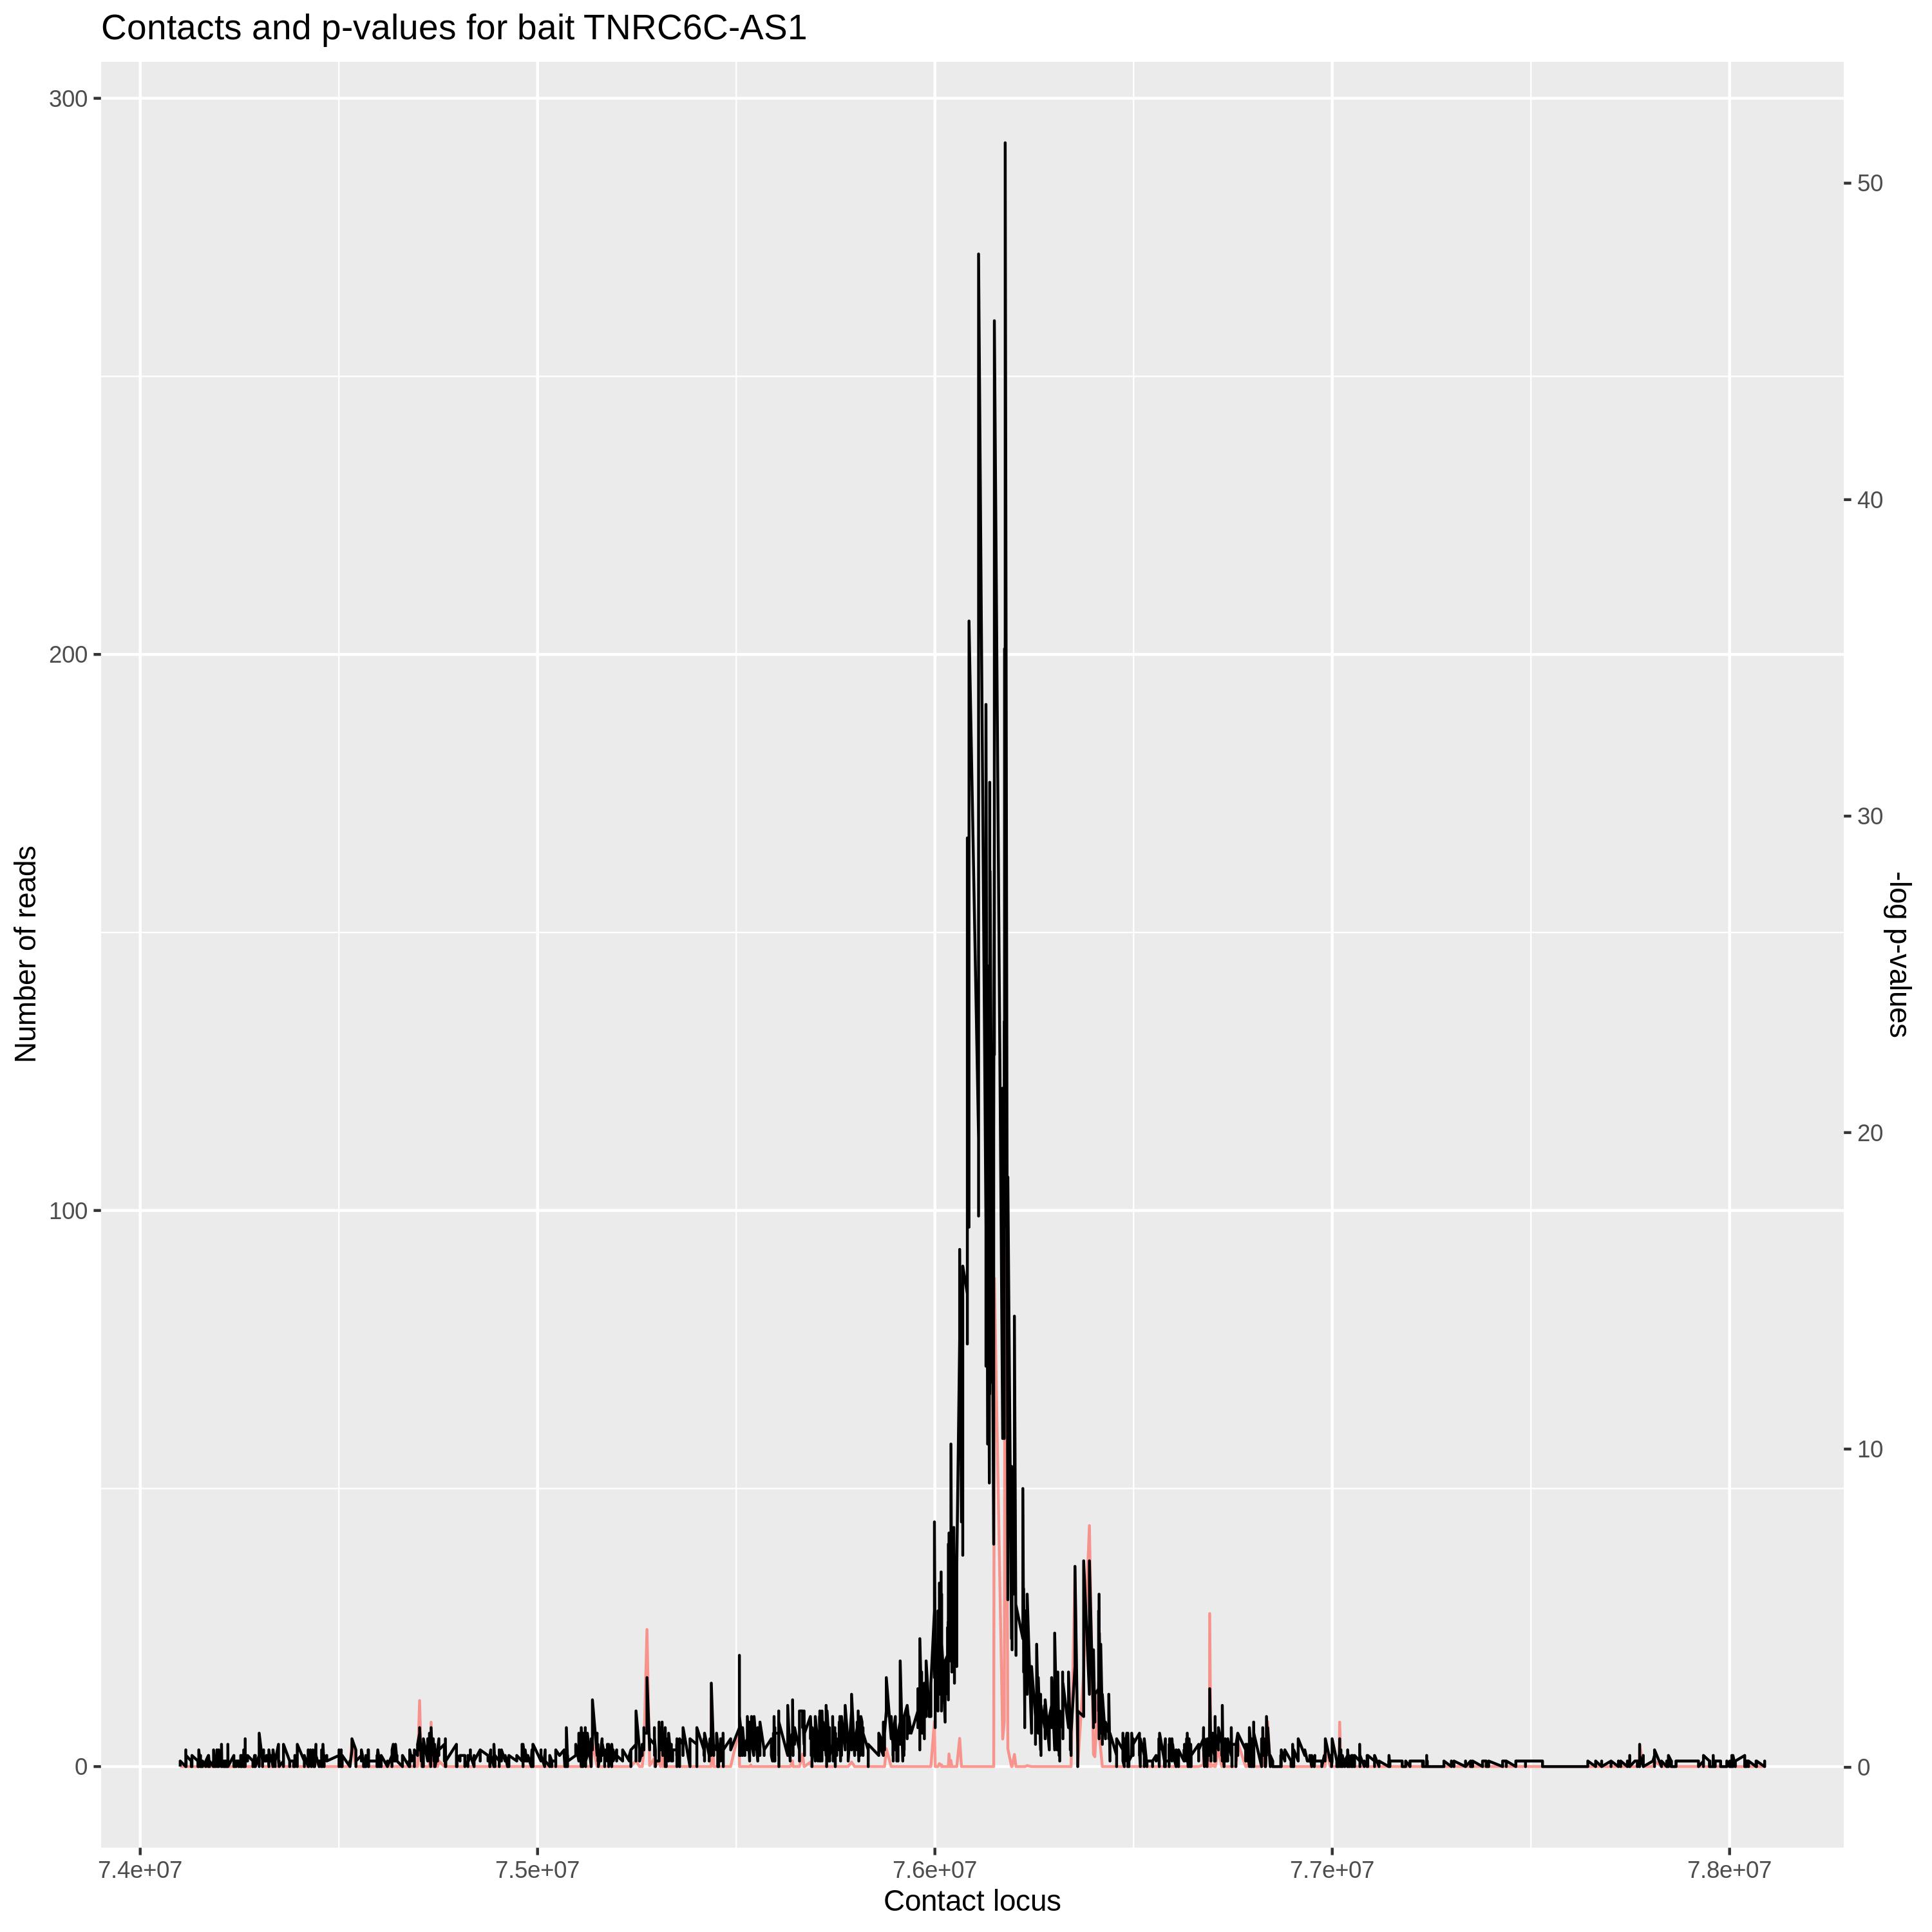 Contacts and p-values for bait TNRC6C-AS1
300
200
100
0
Number of reads
50
40
30
20
10
0
-log p-values
7.4e+07
7.5e+07
7.6e+07
7.7e+07
7.8e+07
Contact locus